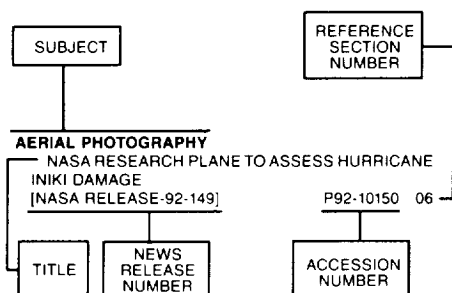 SUBJECT
REFERENCE
SECTION
NUMBER
AERIAL PHOTOGRAPHY
NASA RESEARCH PLANE TO ASSESS HURRICANE
INIKI DAMAGE
[NASA RELEASE-92-149] P92-10150 06
TITLE
NEWS
RELEASE
NUMBER
ACCESSION
NUMBER